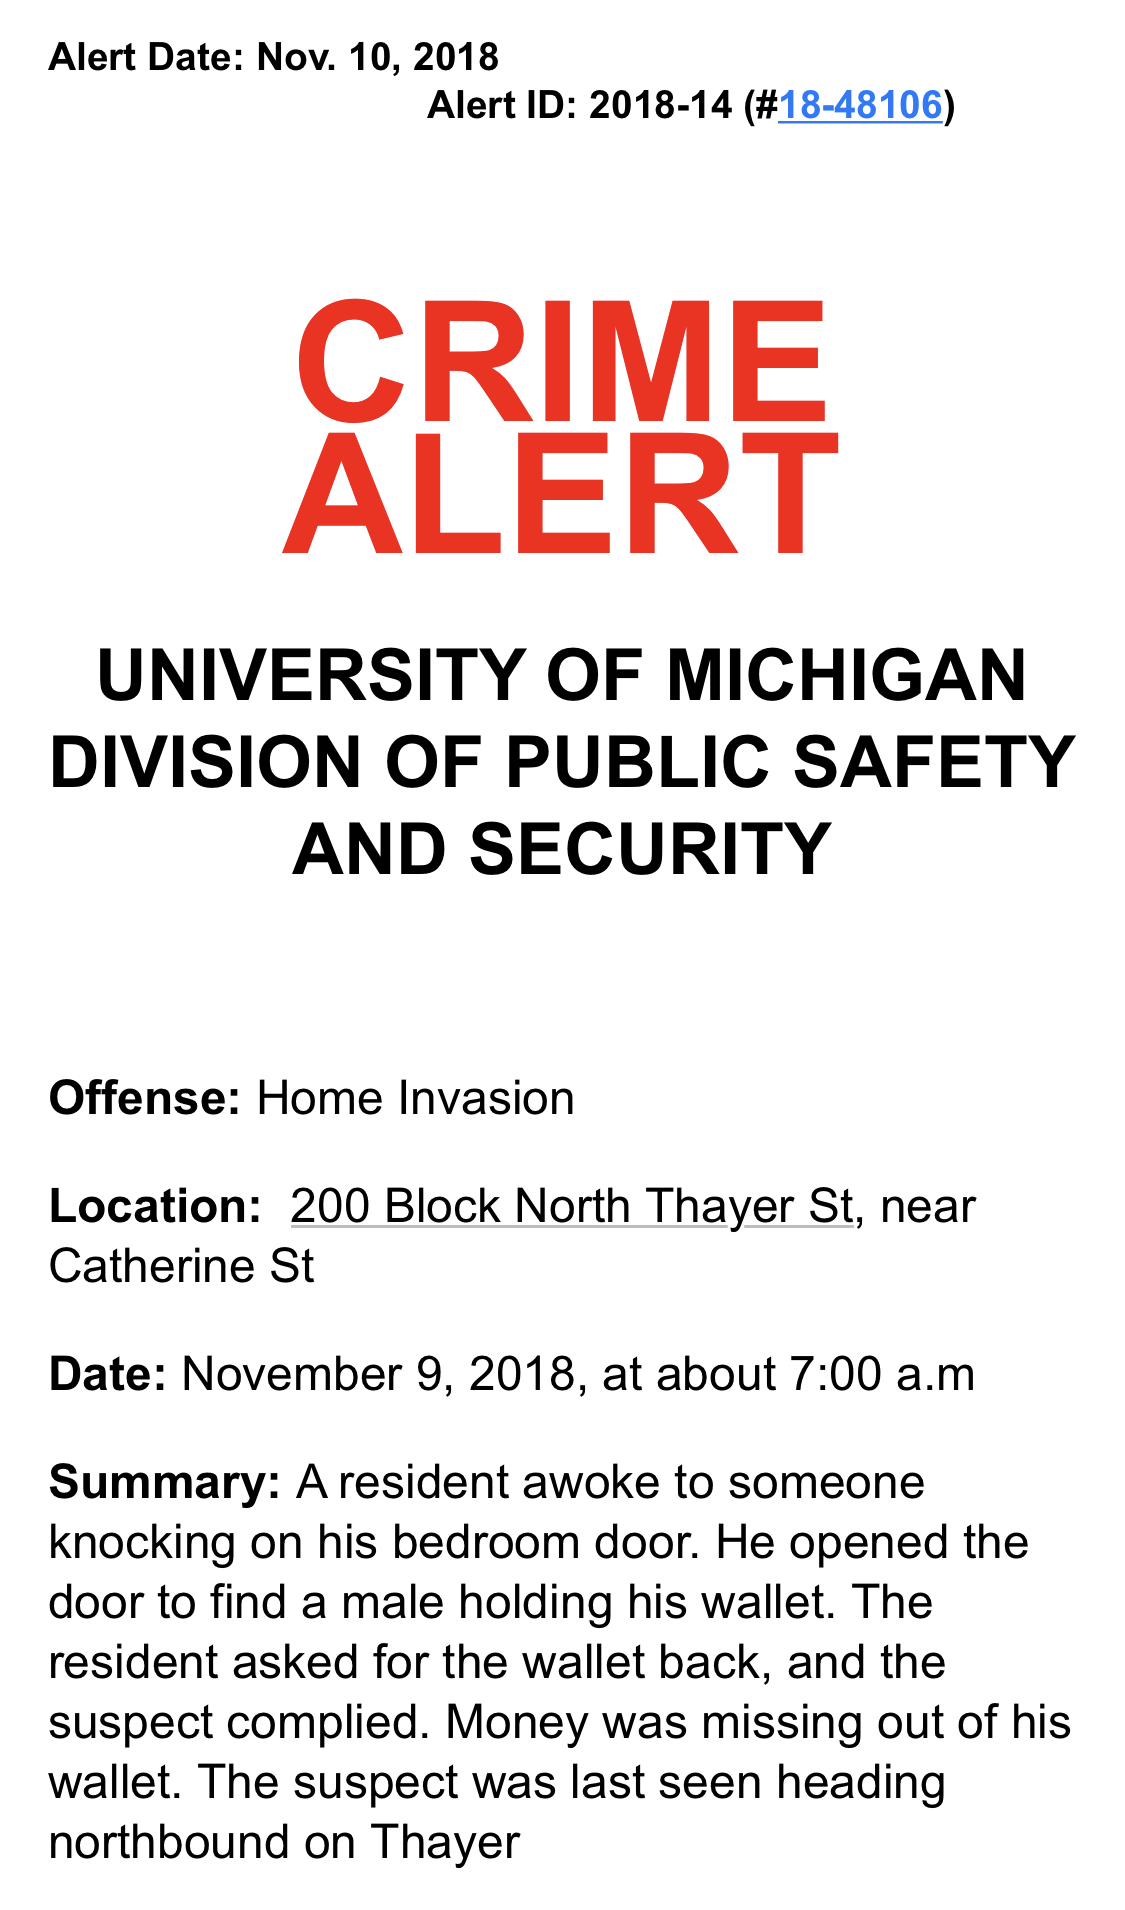 Alert Date: Nov. 10, 2018
Alert ID: 2018-14 (#18-48106)
CRIME
ALERT
UNIVERSITY OF MICHIGAN
DIVISION OF PUBLIC SAFETY
AND SECURITY
Offense: Home Invasion
Location:  200 Block North Thayer St, near
Catherine St
Date: November 9, 2018, at about 7:00 a.m
Summary: A resident awoke to someone
knocking on his bedroom door. He opened the
door to find a male holding his wallet. The
resident asked for the wallet back, and the
suspect complied. Money was missing out of his
wallet. The suspect was last seen heading
northbound on Thayer